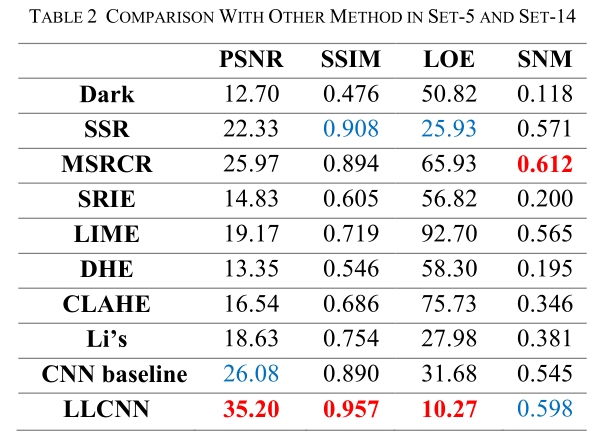 TABLE 2 COMPARISON WITH OTHER METHOD IN SET-5 AND SET-14
PSNR SSIM LOE SNM
Dark 12.70 0.476 50.82 0.118
SSR 22.33 0.908 25.93 0.571
MSRCR 25.97 0.894 65.93 0.612
SRIE 14.83 0.605 56.82 0.200
LIME 19.17 0.719 92.70 0.565
DHE 13.35 0.546 58.30 0.195
CLAHE 16.54 0.686 75.73 0.346
Li's 18.63 0.754 27.98 0.381
CNN baseline 26.08 0.890 31.68 0.545
LLCNN 35.20 0.957 10.27 0.598